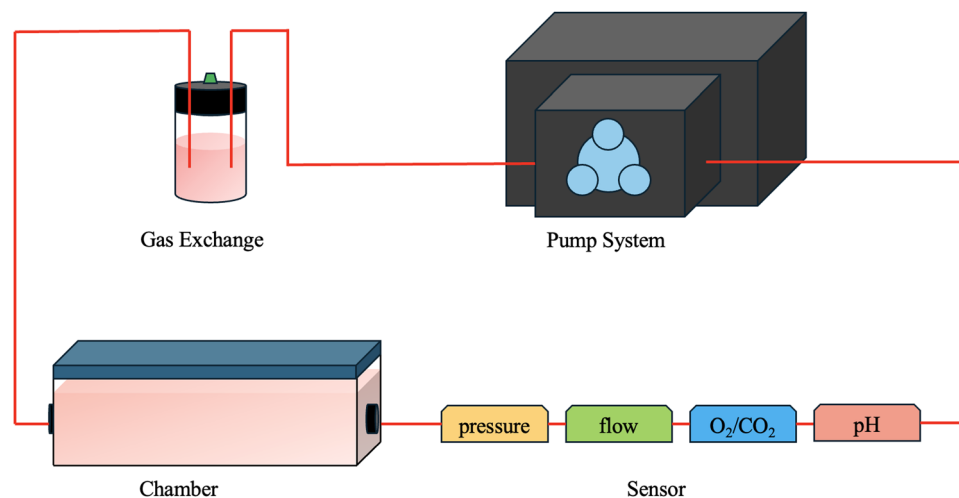 Gas Exchange
Pump System
pressure
flow
O₂/CO₂
pH
Chamber
Sensor